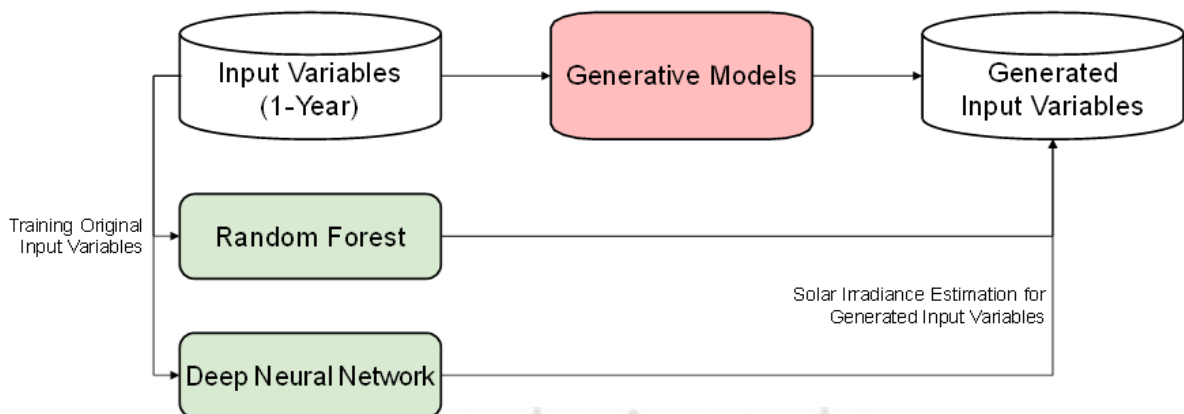 Input Variables
(1-Year)
Generative Models
Generated
Input Variables
Training Original
Input Variables
Random Forest
Solar Irradiance Estimation for
Generated Input Variables
Deep Neural Network